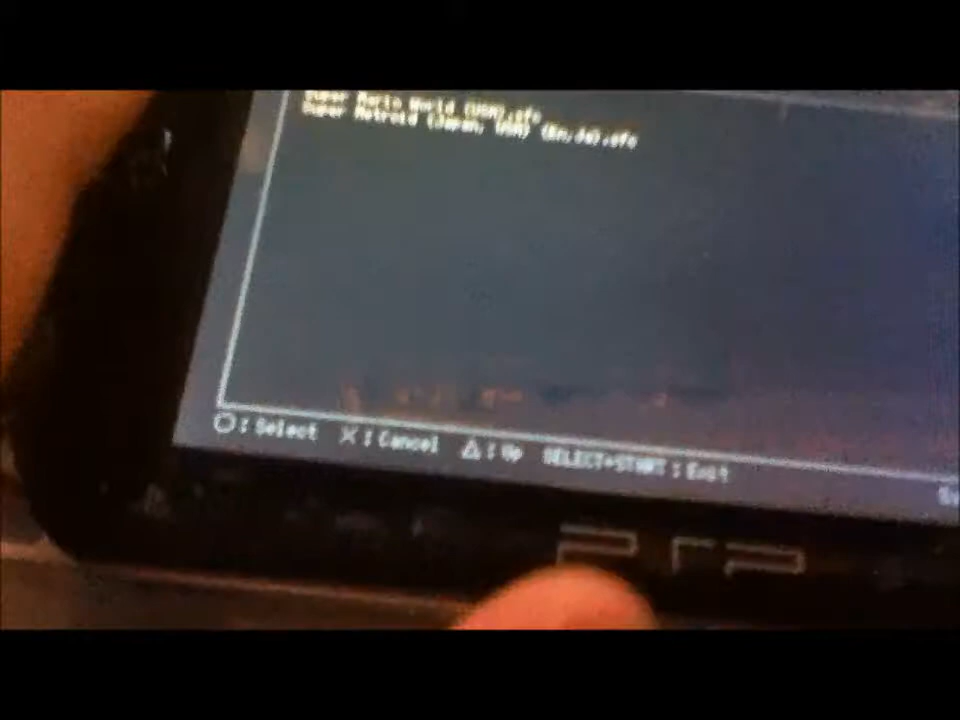 Super Mario World (USA).sfc
Super Metroid (Japan, USA) (En,Ja).sfc
○ : Select  ✕ : Cancel  △ : Up  SELECT+START : Exit
PSP